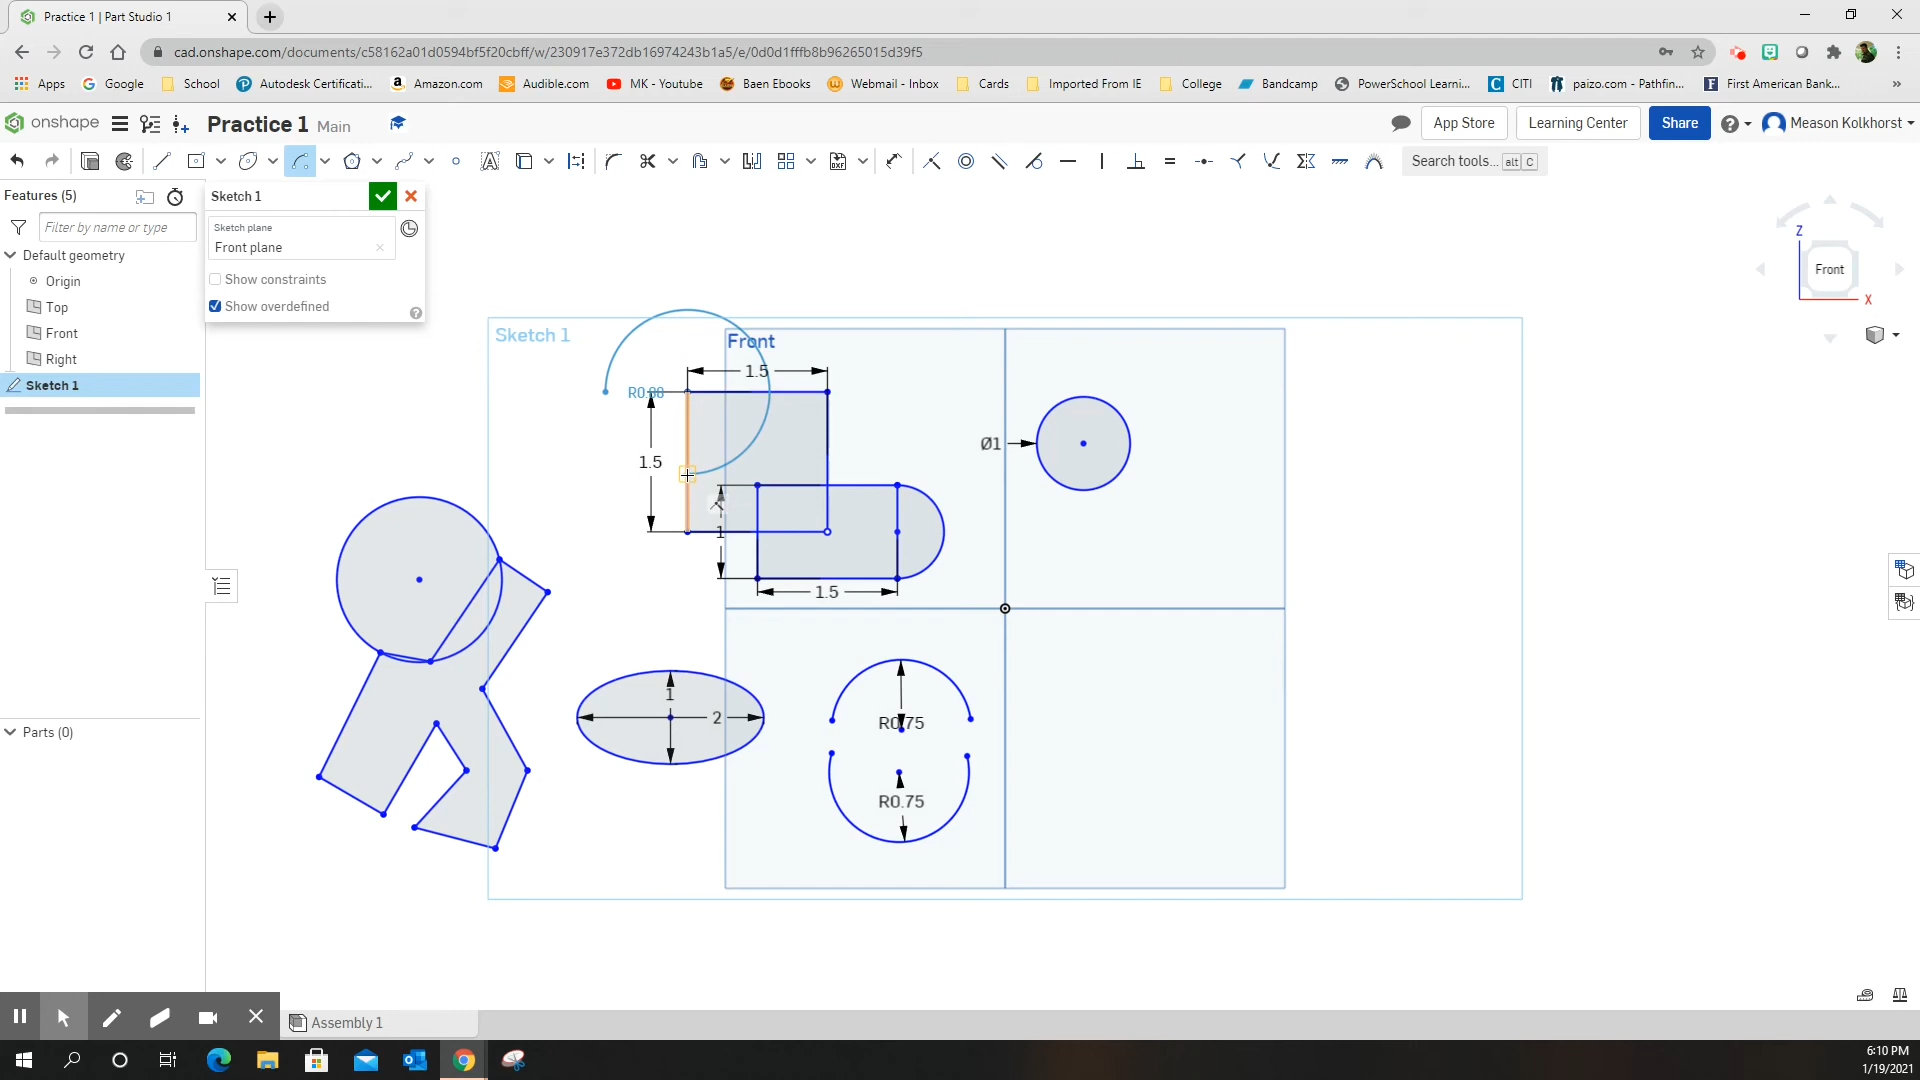 Practice 1 | Part Studio 1
cad.onshape.com/documents/c58162a01d0594bf5f20cbff/w/230917e372db16974243b1a5/e/0d0d1fffb8b96265015d39f5
Apps Google School Autodesk Certificati... Amazon.com Audible.com MK - Youtube Baen Ebooks Webmail - Inbox Cards Imported From IE College Bandcamp PowerSchool Learni... CITI paizo.com - Pathfin... First American Bank...
onshape Practice 1 Main App Store Learning Center Share Meason Kolkhorst
Search tools... alt C
Features (5)
Filter by name or type
Default geometry
Origin
Top
Front
Right
Sketch 1
Parts (0)
Sketch 1
Sketch plane
Front plane
Show constraints
Show overdefined
Z
Front
X
Sketch 1
Front
1.5
1.5
1
1.5
Ø1
1
2
R0.75
R0.75
Assembly 1
6:10 PM
1/19/2021